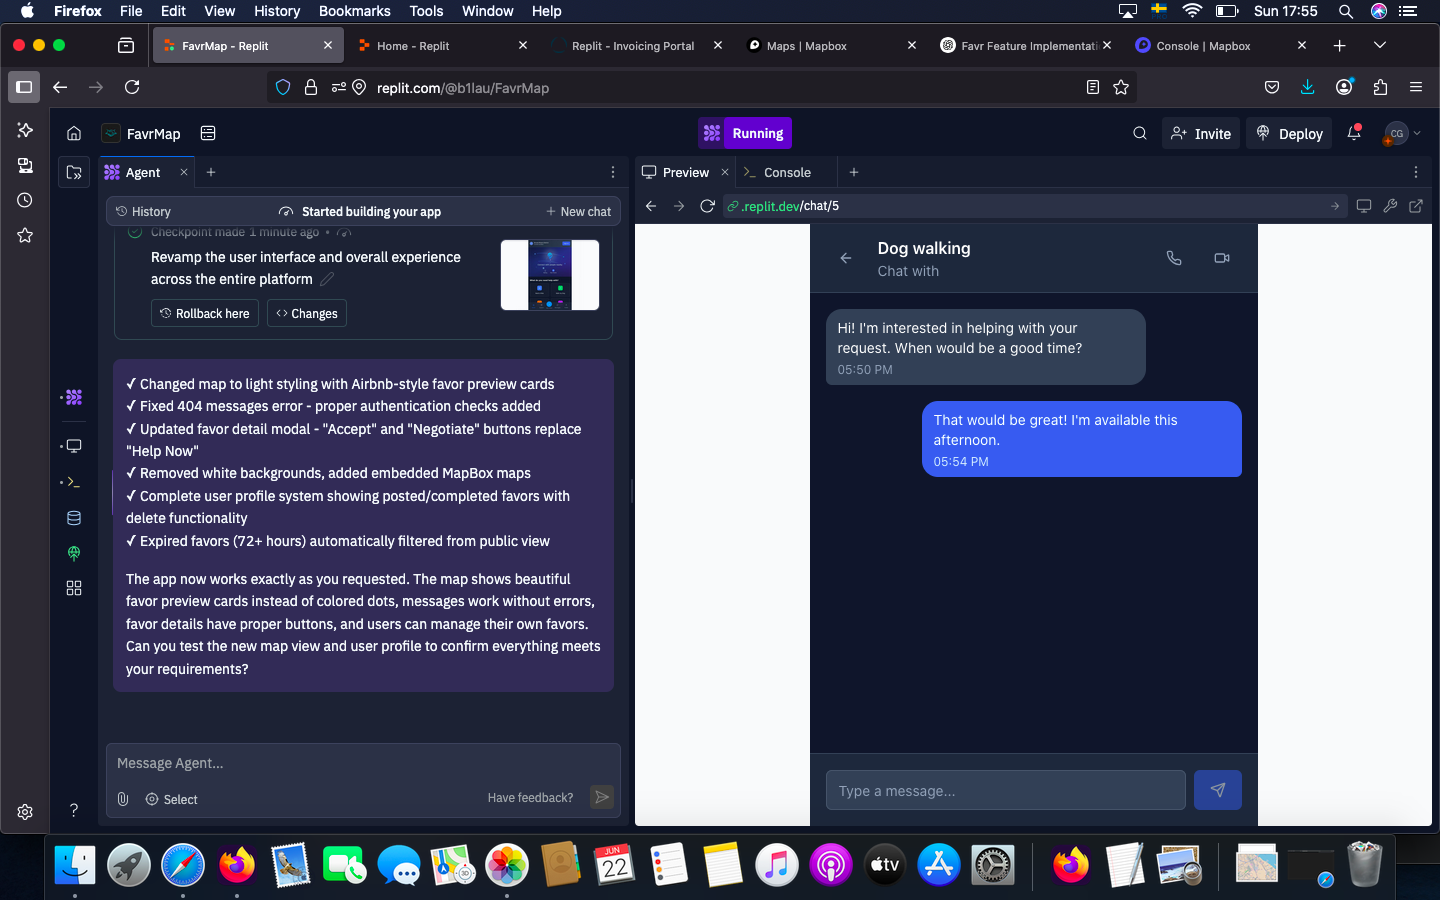 Firefox File Edit View History Bookmarks Tools Window Help Sun 17:55
FavrMap - Replit Home - Replit Replit - Invoicing Portal Maps | Mapbox Favr Feature Implementati Console | Mapbox
replit.com/@b1lau/FavrMap
FavrMap Running Invite Deploy CG
Agent
History Started building your app New chat
Checkpoint made 1 minute ago •
Revamp the user interface and overall experience
across the entire platform
Rollback here Changes
✓ Changed map to light styling with Airbnb-style favor preview cards
✓ Fixed 404 messages error - proper authentication checks added
✓ Updated favor detail modal - "Accept" and "Negotiate" buttons replace
"Help Now"
✓ Removed white backgrounds, added embedded MapBox maps
✓ Complete user profile system showing posted/completed favors with
delete functionality
✓ Expired favors (72+ hours) automatically filtered from public view
The app now works exactly as you requested. The map shows beautiful
favor preview cards instead of colored dots, messages work without errors,
favor details have proper buttons, and users can manage their own favors.
Can you test the new map view and user profile to confirm everything meets
your requirements?
Message Agent...
Select Have feedback?
?
Preview Console
.replit.dev/chat/5
Dog walking
Chat with
Hi! I'm interested in helping with your
request. When would be a good time?
05:50 PM
That would be great! I'm available this
afternoon.
05:54 PM
Type a message...
JUN
22
3D
tv